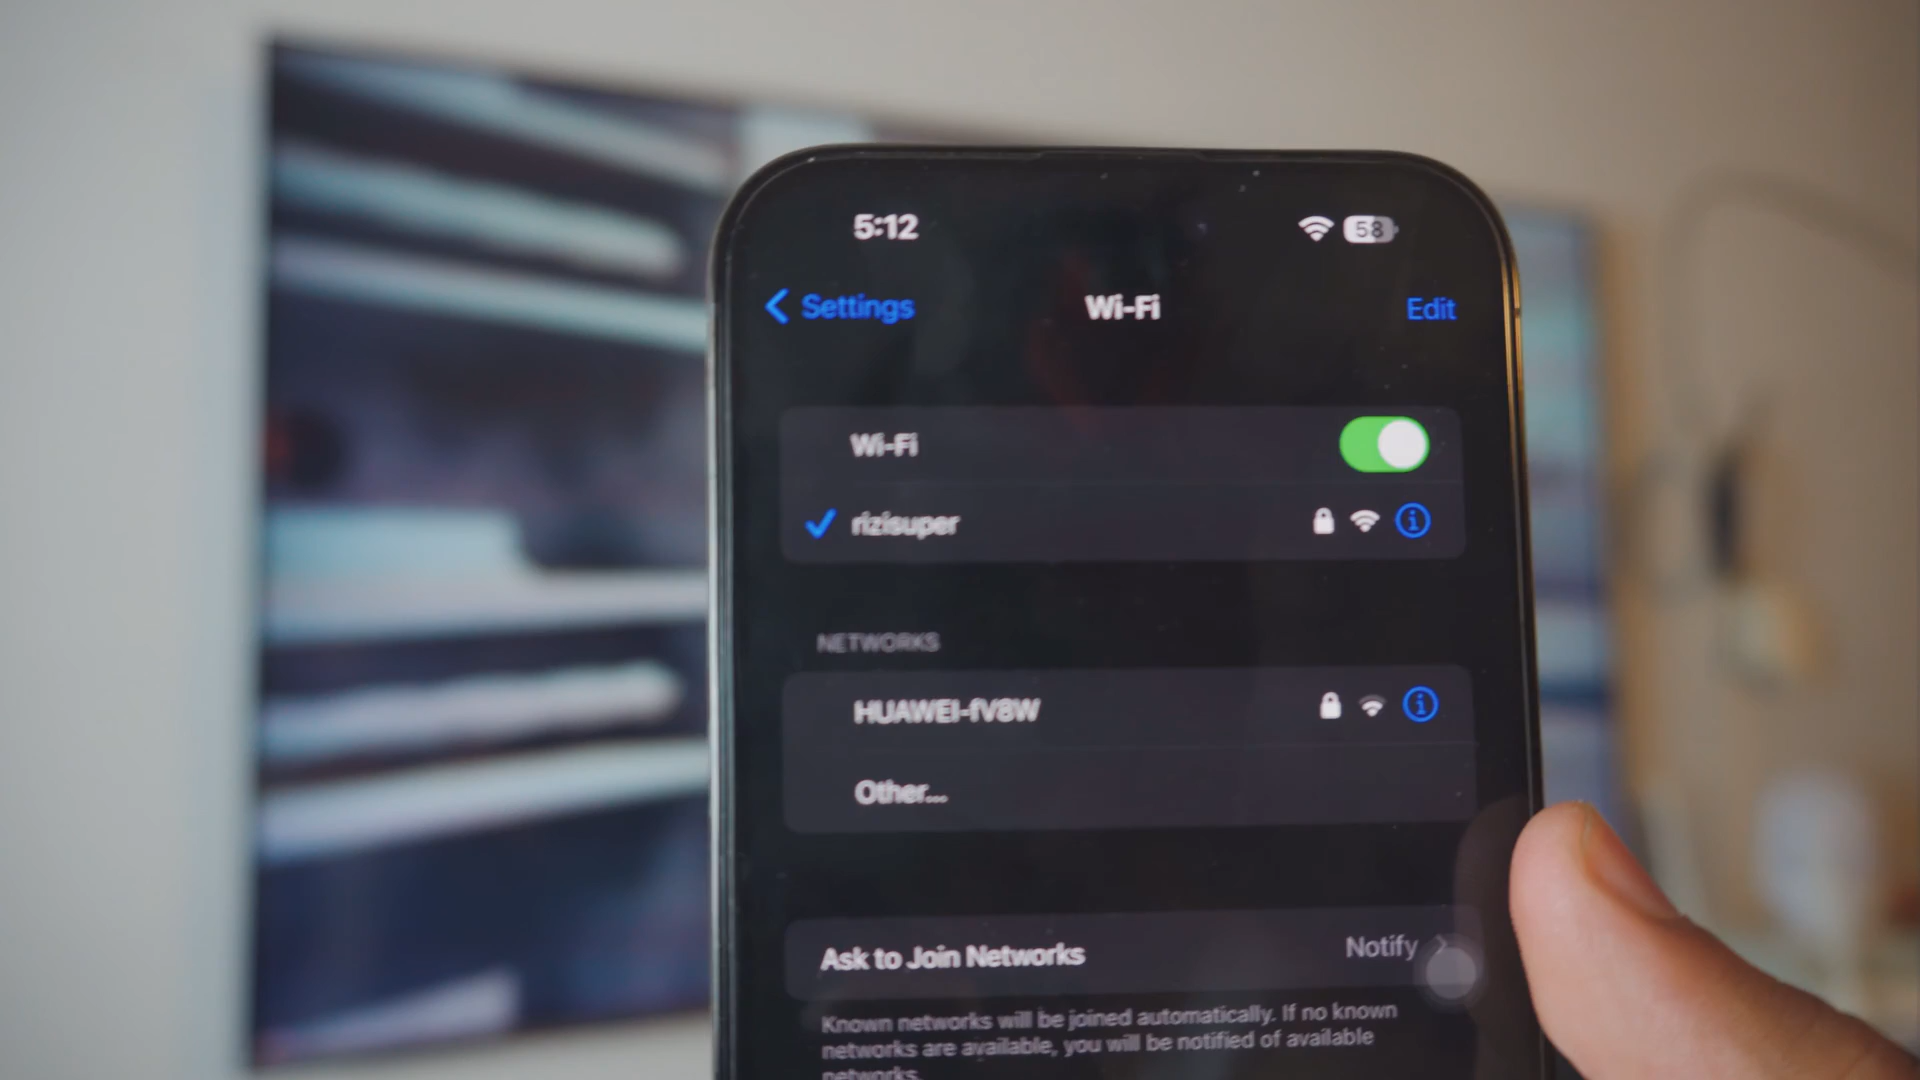 5:12
58
Settings
Wi-Fi
Edit
Wi-Fi
rizisuper
NETWORKS
HUAWEI-fV8W
Other...
Ask to Join Networks
Notify
Known networks will be joined automatically. If no known
networks are available, you will be notified of available
networks.